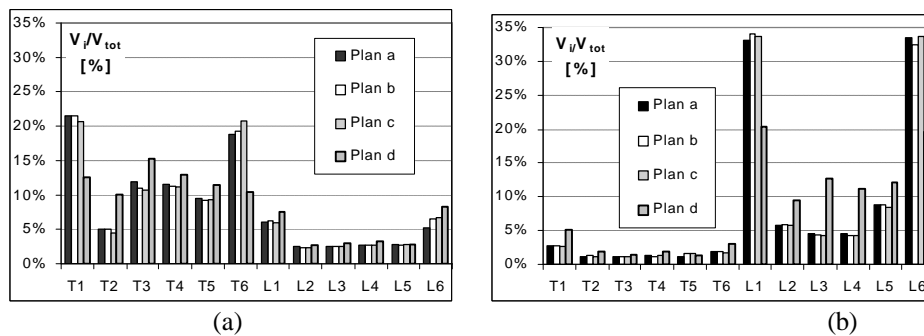 35%
30%
25%
20%
15%
10%
5%
0%
V i/V tot
[%]
Plan a
Plan b
Plan c
Plan d
T1 T2 T3 T4 T5 T6 L1 L2 L3 L4 L5 L6
(a)
35%
30%
25%
20%
15%
10%
5%
0%
V i/V tot
[%]
Plan a
Plan b
Plan c
Plan d
T1 T2 T3 T4 T5 T6 L1 L2 L3 L4 L5 L6
(b)